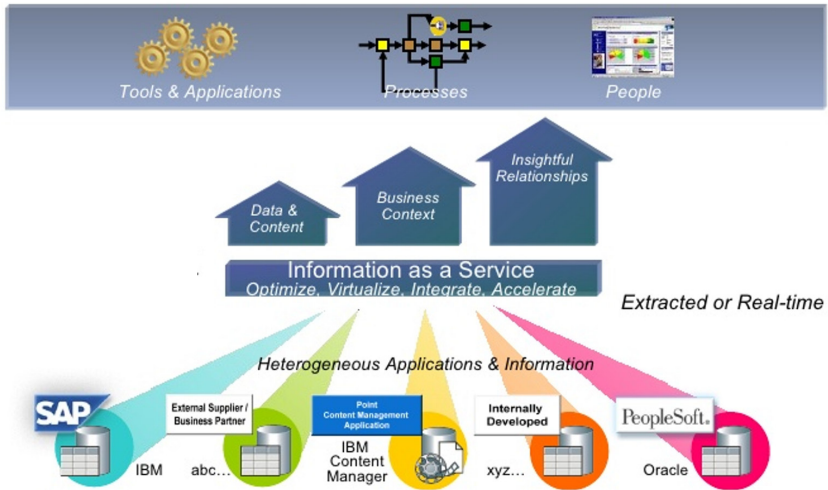 Tools & Applications
Processes
People
Insightful
Relationships
Business
Context
Data &
Content
Information as a Service
Optimize, Virtualize, Integrate, Accelerate
Extracted or Real-time
Heterogeneous Applications & Information
SAP
External Supplier /
Business Partner
Point
Content Management
Application
Internally
Developed
PeopleSoft.
IBM
abc...
IBM
Content
Manager
xyz...
Oracle